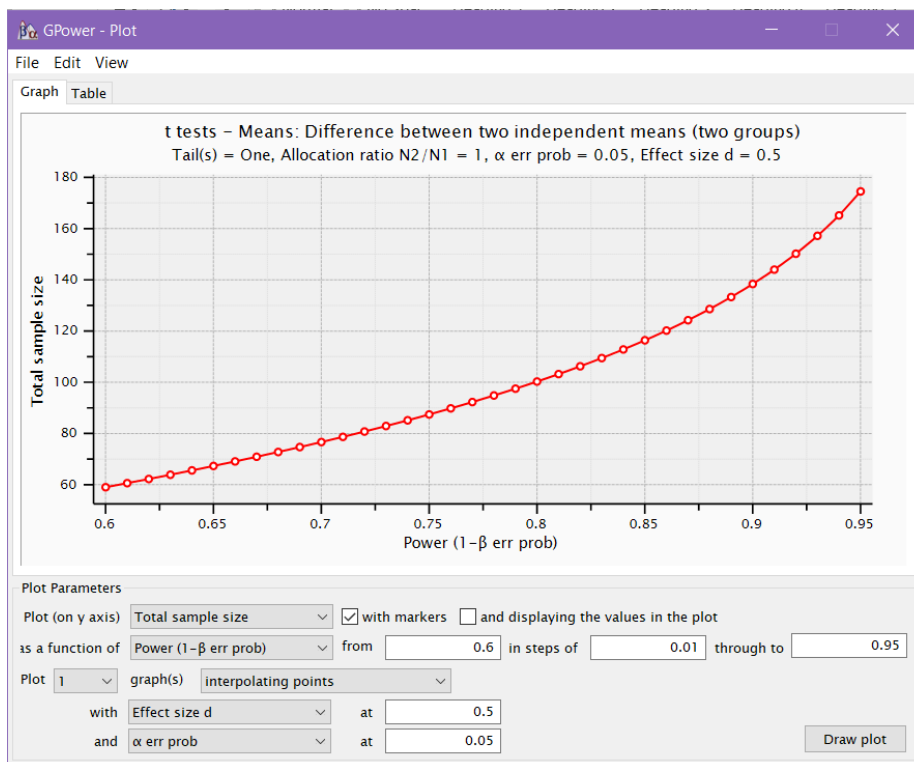 GPower - Plot
File Edit View
Graph Table
t tests - Means: Difference between two independent means (two groups)
Tail(s) = One, Allocation ratio N2/N1 = 1, α err prob = 0.05, Effect size d = 0.5
Total sample size
180
160
140
120
100
80
60
0.6 0.65 0.7 0.75 0.8 0.85 0.9 0.95
Power (1-β err prob)
Plot Parameters
Plot (on y axis) Total sample size with markers and displaying the values in the plot
as a function of Power (1-β err prob) from 0.6 in steps of 0.01 through to 0.95
Plot 1 graph(s) interpolating points
with Effect size d at 0.5
and α err prob at 0.05
Draw plot